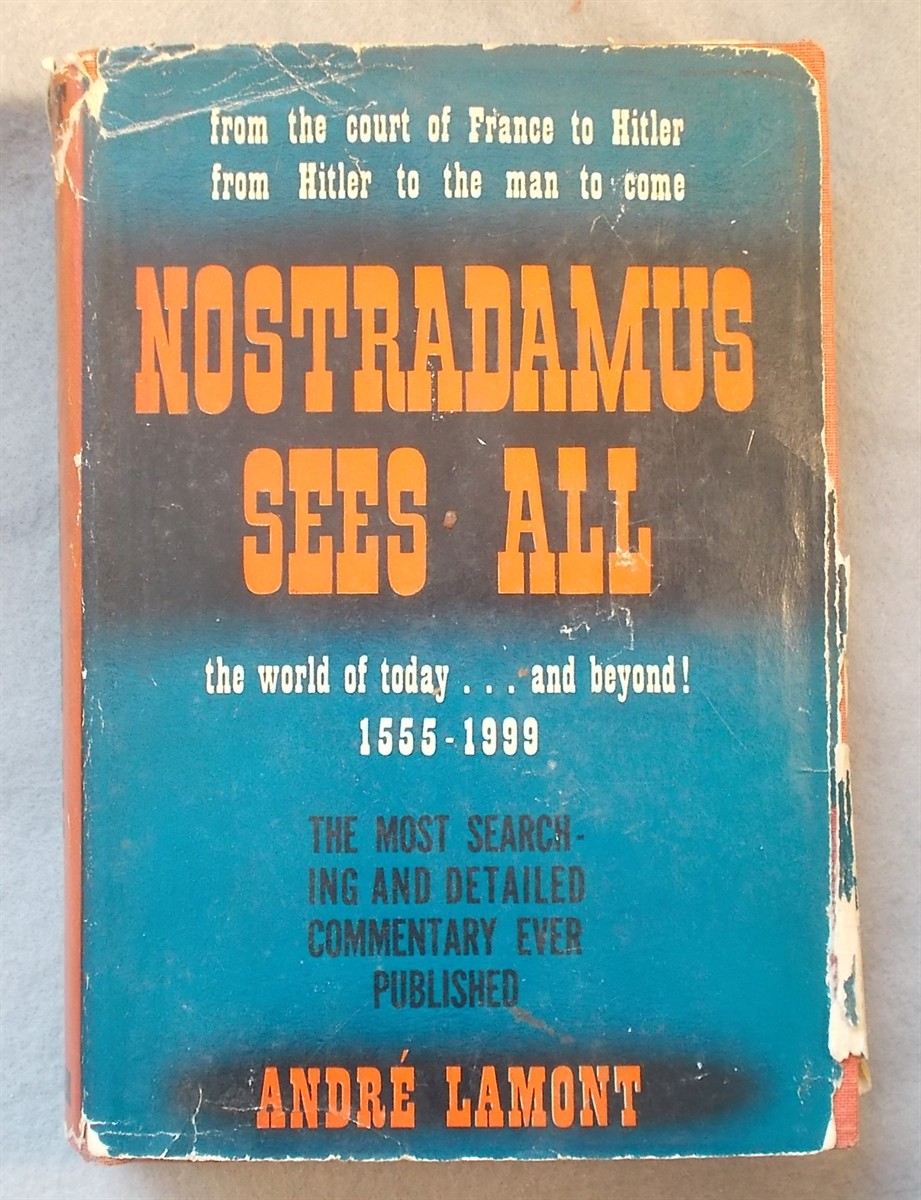 from the court of France to Hitler
from Hitler to the man to come
NOSTRADAMUS
SEES ALL
the world of today . . . and beyond!
1555-1999
THE MOST SEARCH-
ING AND DETAILED
COMMENTARY EVER
PUBLISHED
ANDRÉ LAMONT